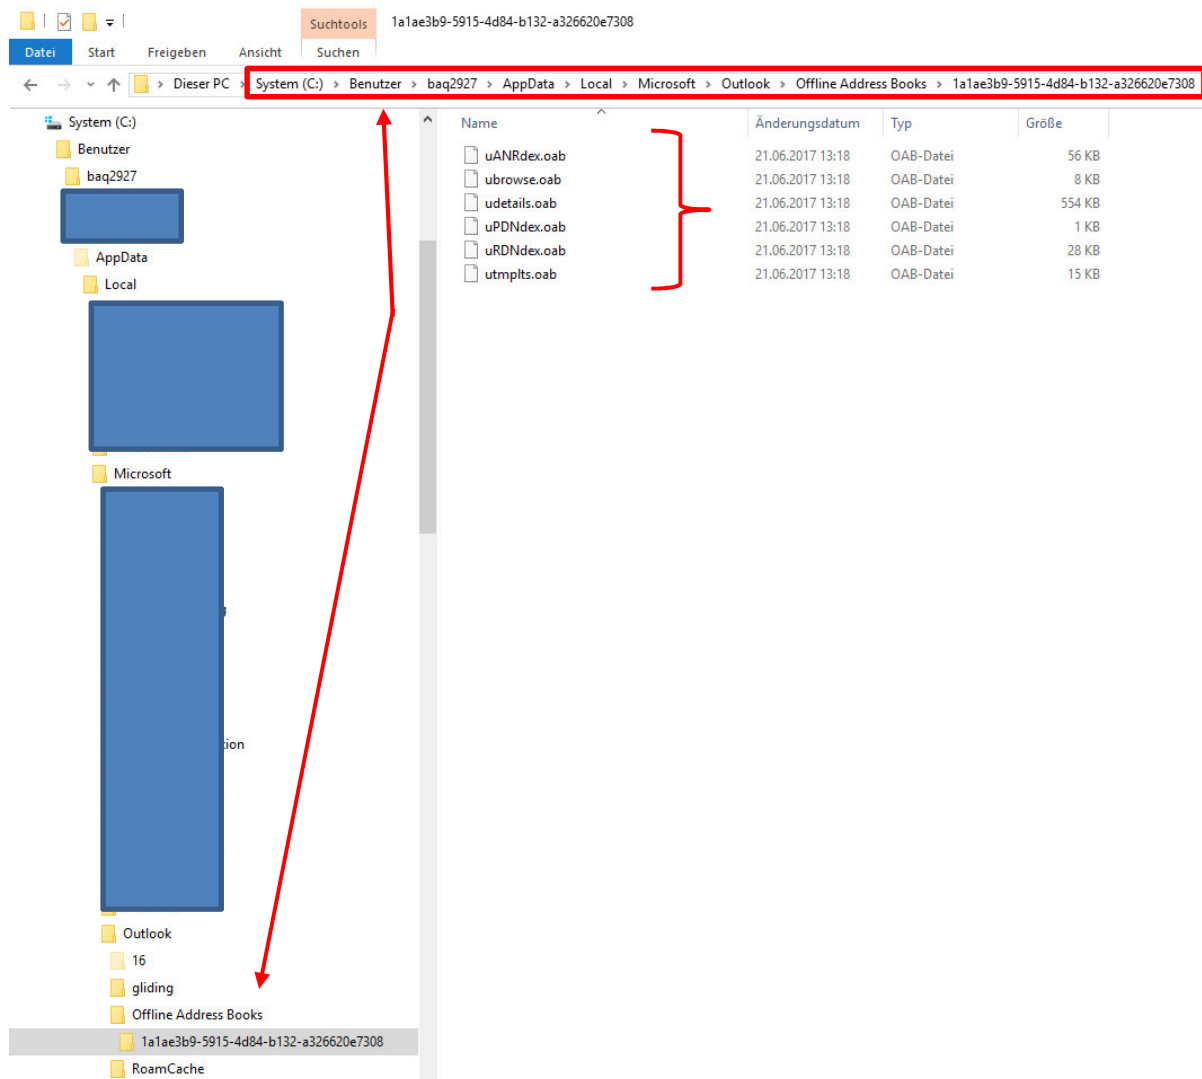 Suchtools 1a1ae3b9-5915-4d84-b132-a326620e7308
Datei Start Freigeben Ansicht Suchen
Dieser PC > System (C:) > Benutzer > baq2927 > AppData > Local > Microsoft > Outlook > Offline Address Books > 1a1ae3b9-5915-4d84-b132-a326620e7308
System (C:)
Benutzer
baq2927
AppData
Local
Microsoft
tion
Outlook
16
gliding
Offline Address Books
1a1ae3b9-5915-4d84-b132-a326620e7308
RoamCache
Name Änderungsdatum Typ Größe
uANRdex.oab 21.06.2017 13:18 OAB-Datei 56 KB
ubrowse.oab 21.06.2017 13:18 OAB-Datei 8 KB
udetails.oab 21.06.2017 13:18 OAB-Datei 554 KB
uPDNdex.oab 21.06.2017 13:18 OAB-Datei 1 KB
uRDNdex.oab 21.06.2017 13:18 OAB-Datei 28 KB
utmplts.oab 21.06.2017 13:18 OAB-Datei 15 KB